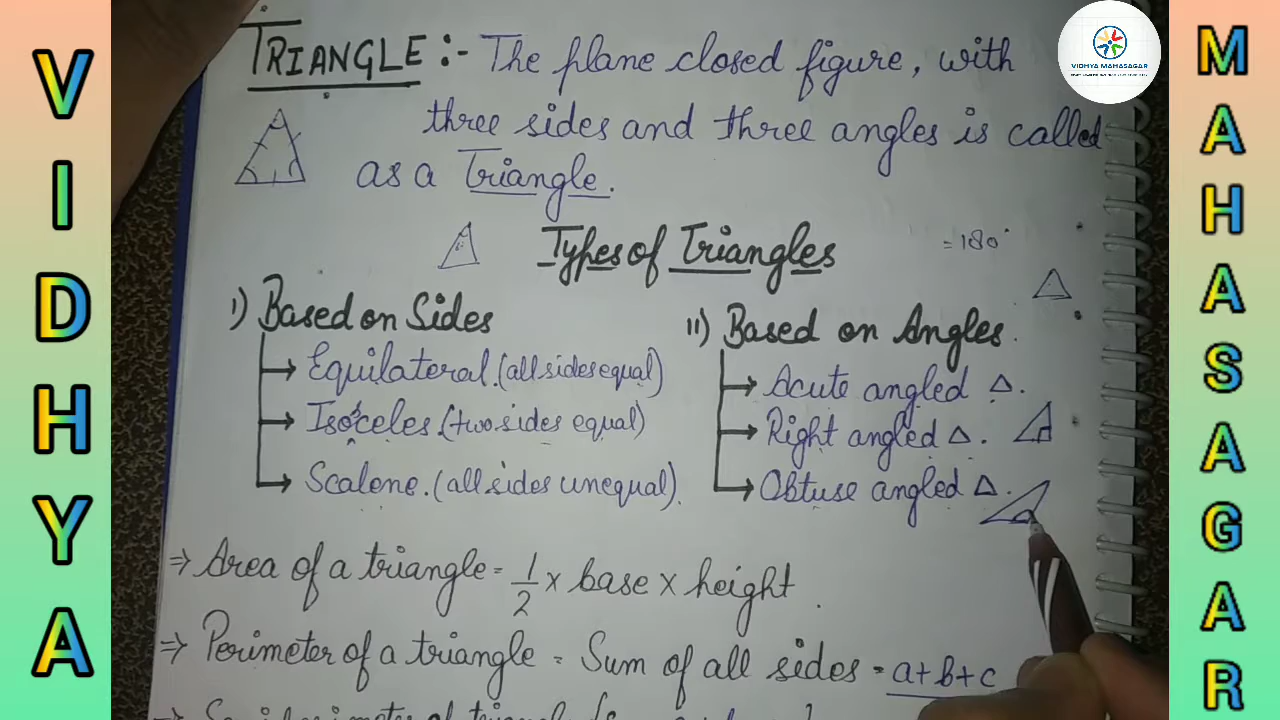 TRIANGLE :- The plane closed figure, with
three sides and three angles is called
as a Triangle.
Types of Triangles
= 180°
i) Based on Sides
→ Equilateral. (all sides equal)
→ Isosceles. (two sides equal)
→ Scalene. (all sides unequal).
ii) Based on Angles.
→ Acute angled Δ.
→ Right angled Δ.
→ Obtuse angled Δ.
⇒ Area of a triangle = 1/2 × base × height.
⇒ Perimeter of a triangle = Sum of all sides = a+b+c
VIDHYA
MAHASAGAR
VIDHYA MAHASAGAR